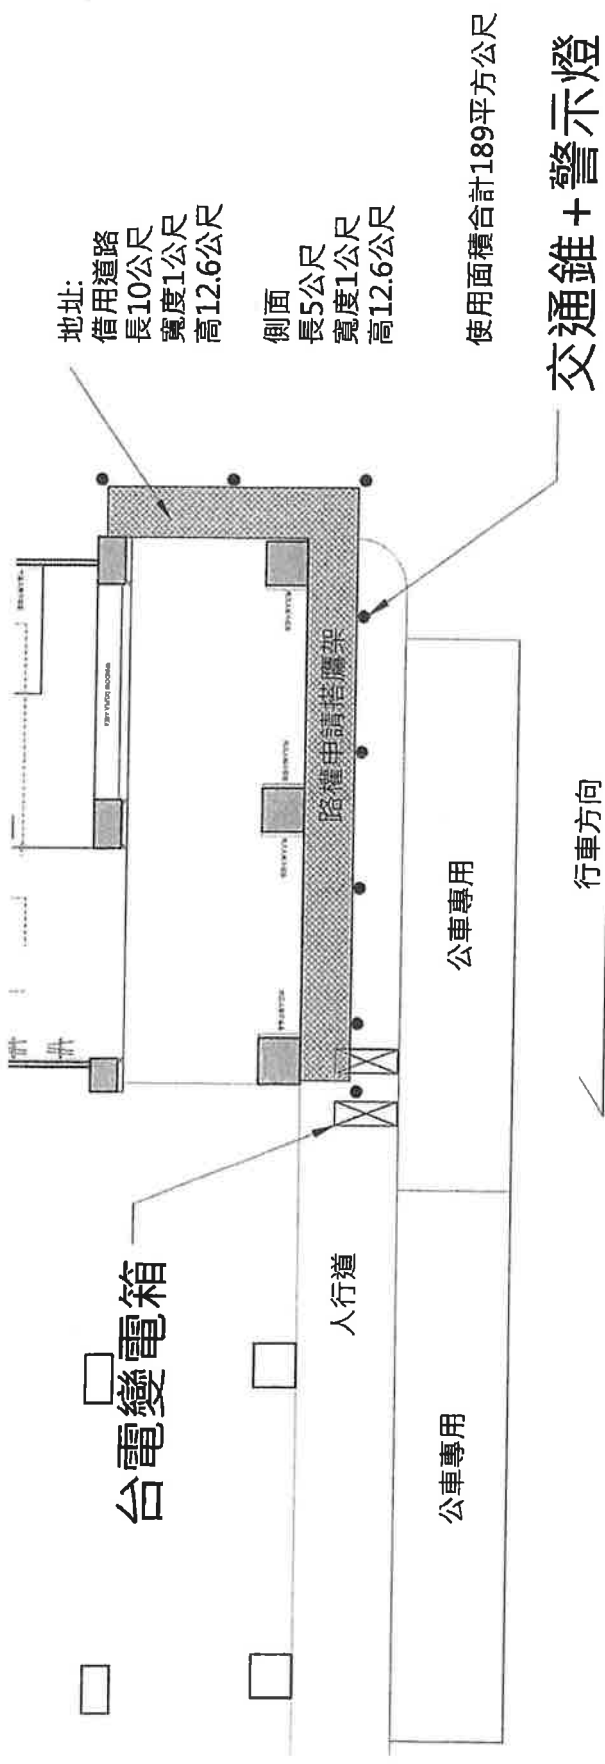 地址:
借用道路
長10公尺
寬度1公尺
高12.6公尺
側面
長5公尺
寬度1公尺
高12.6公尺
使用面積合計189平方公尺
交通錐+警示燈
路權申請搭鷹架
公車專用
行車方向
台電變電箱
人行道
公車專用